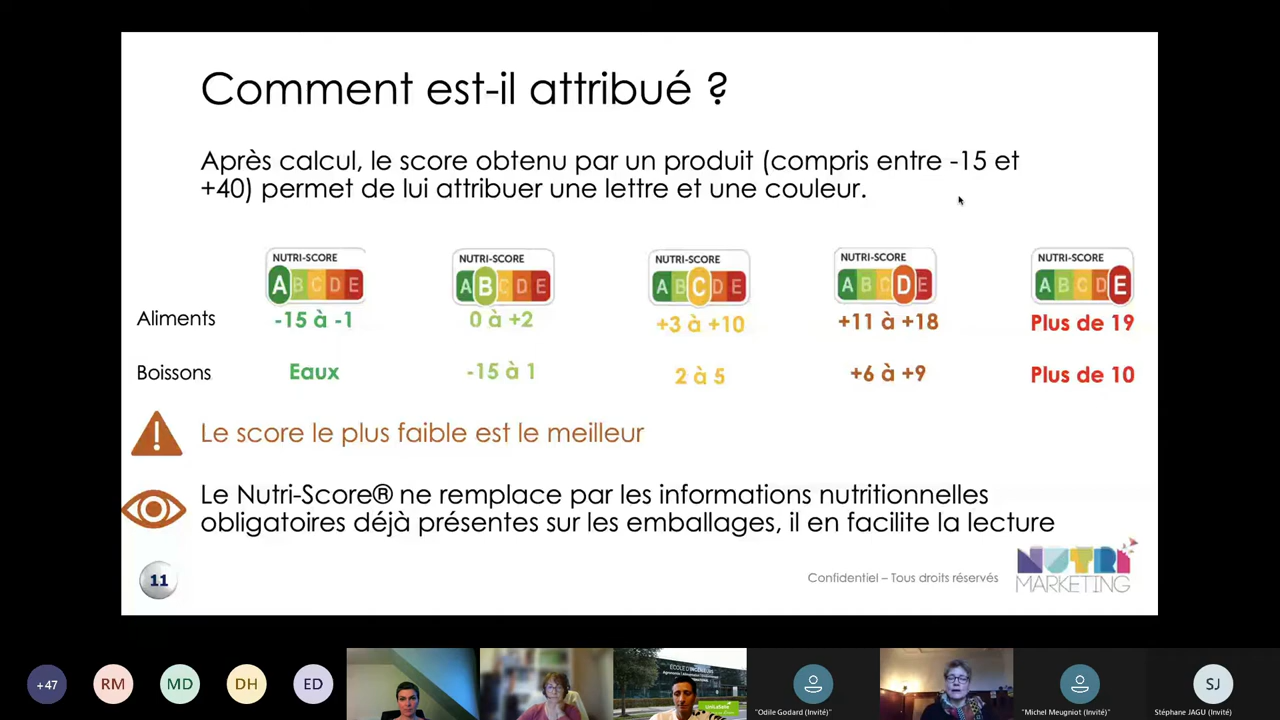 Comment est-il attribué ?
Après calcul, le score obtenu par un produit (compris entre -15 et
+40) permet de lui attribuer une lettre et une couleur.
NUTRI-SCORE NUTRI-SCORE NUTRI-SCORE NUTRI-SCORE NUTRI-SCORE
A B C D E A B C D E A B C D E A B C D E A B C D E
Aliments -15 à -1 0 à +2 +3 à +10 +11 à +18 Plus de 19
Boissons Eaux -15 à 1 2 à 5 +6 à +9 Plus de 10
Le score le plus faible est le meilleur
Le Nutri-Score® ne remplace par les informations nutritionnelles
obligatoires déjà présentes sur les emballages, il en facilite la lecture
11
Confidentiel – Tous droits réservés
NUTRI
MARKETING
+47 RM MD DH ED SJ
ÉCOLE D'INGÉNIEURS
UniLaSalle
"Odile Godard (Invité)" "Michel Meugniot (Invité)" Stéphane JAGU (Invité)